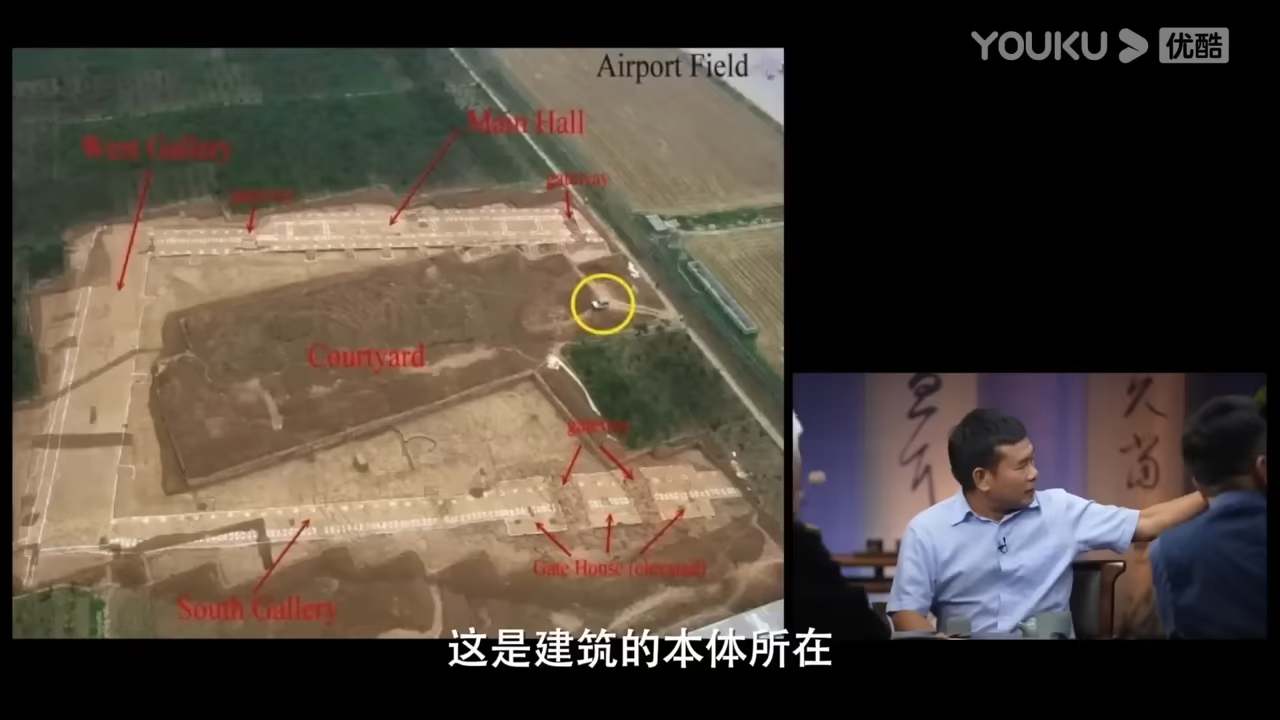 YOUKU 优酷
Airport Field
Main Hall
West Gallery
gateway
gateway
Courtyard
gateway
Gate House (elevated)
South Gallery
这是建筑的本体所在